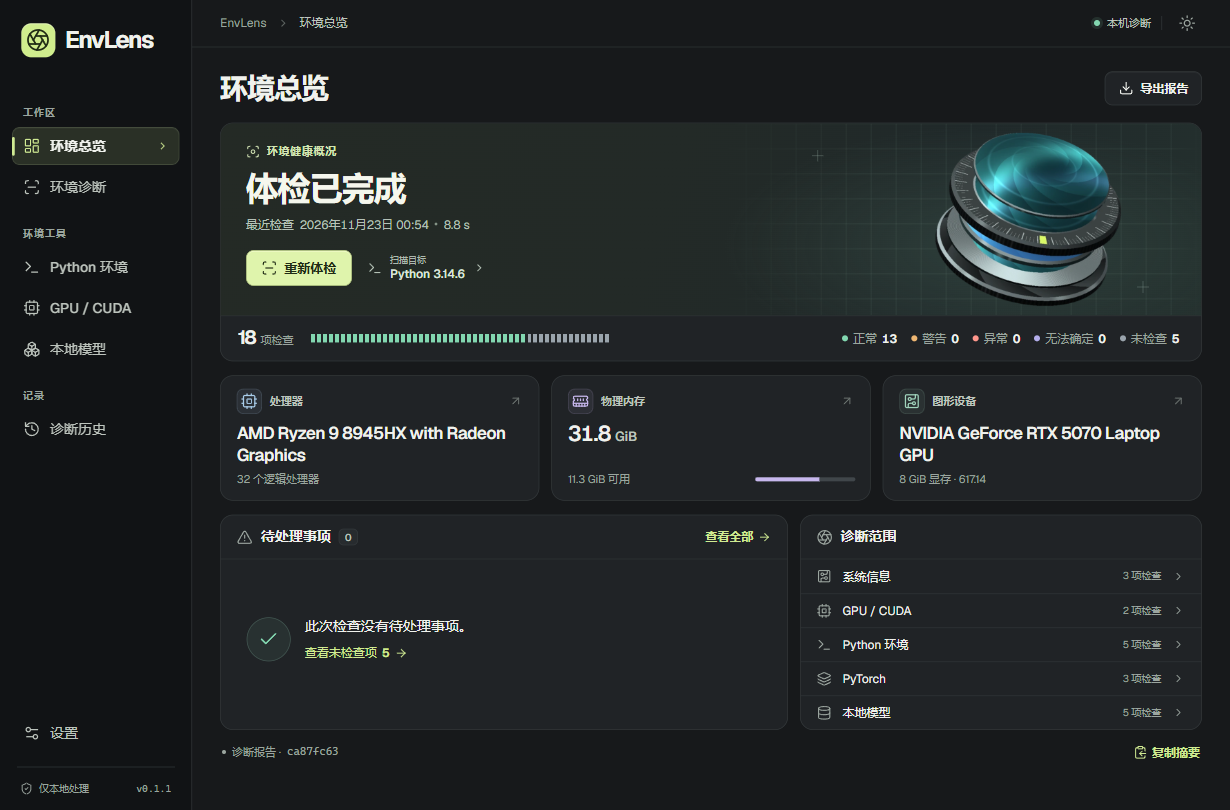 EnvLens
EnvLens > 环境总览
本机诊断
工作区
环境总览
环境诊断
环境工具
Python 环境
GPU / CUDA
本地模型
记录
诊断历史
设置
仅本地处理 v0.1.1
环境总览
导出报告
环境健康概况
体检已完成
最近检查 2026年11月23日 00:54 · 8.8 s
重新体检
扫描目标
Python 3.14.6
18 项检查
正常 13 警告 0 异常 0 无法确定 0 未检查 5
处理器
AMD Ryzen 9 8945HX with Radeon
Graphics
32 个逻辑处理器
物理内存
31.8 GiB
11.3 GiB 可用
图形设备
NVIDIA GeForce RTX 5070 Laptop
GPU
8 GiB 显存 · 617.14
待处理事项 0
查看全部 →
此次检查没有待处理事项。
查看未检查项 5 →
诊断范围
系统信息 3 项检查
GPU / CUDA 2 项检查
Python 环境 5 项检查
PyTorch 3 项检查
本地模型 5 项检查
诊断报告 · ca87fc63
复制摘要